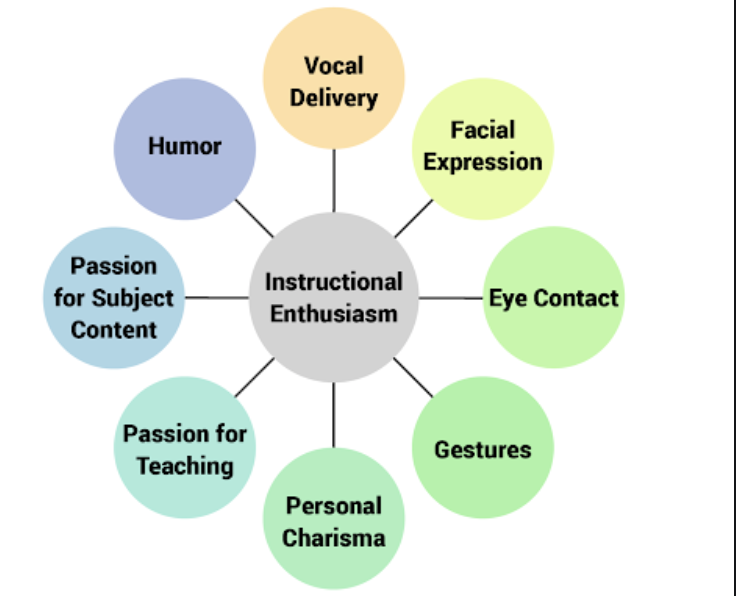 Vocal
Delivery
Facial
Expression
Eye Contact
Gestures
Personal
Charisma
Passion for
Teaching
Passion
for Subject
Content
Humor
Instructional
Enthusiasm